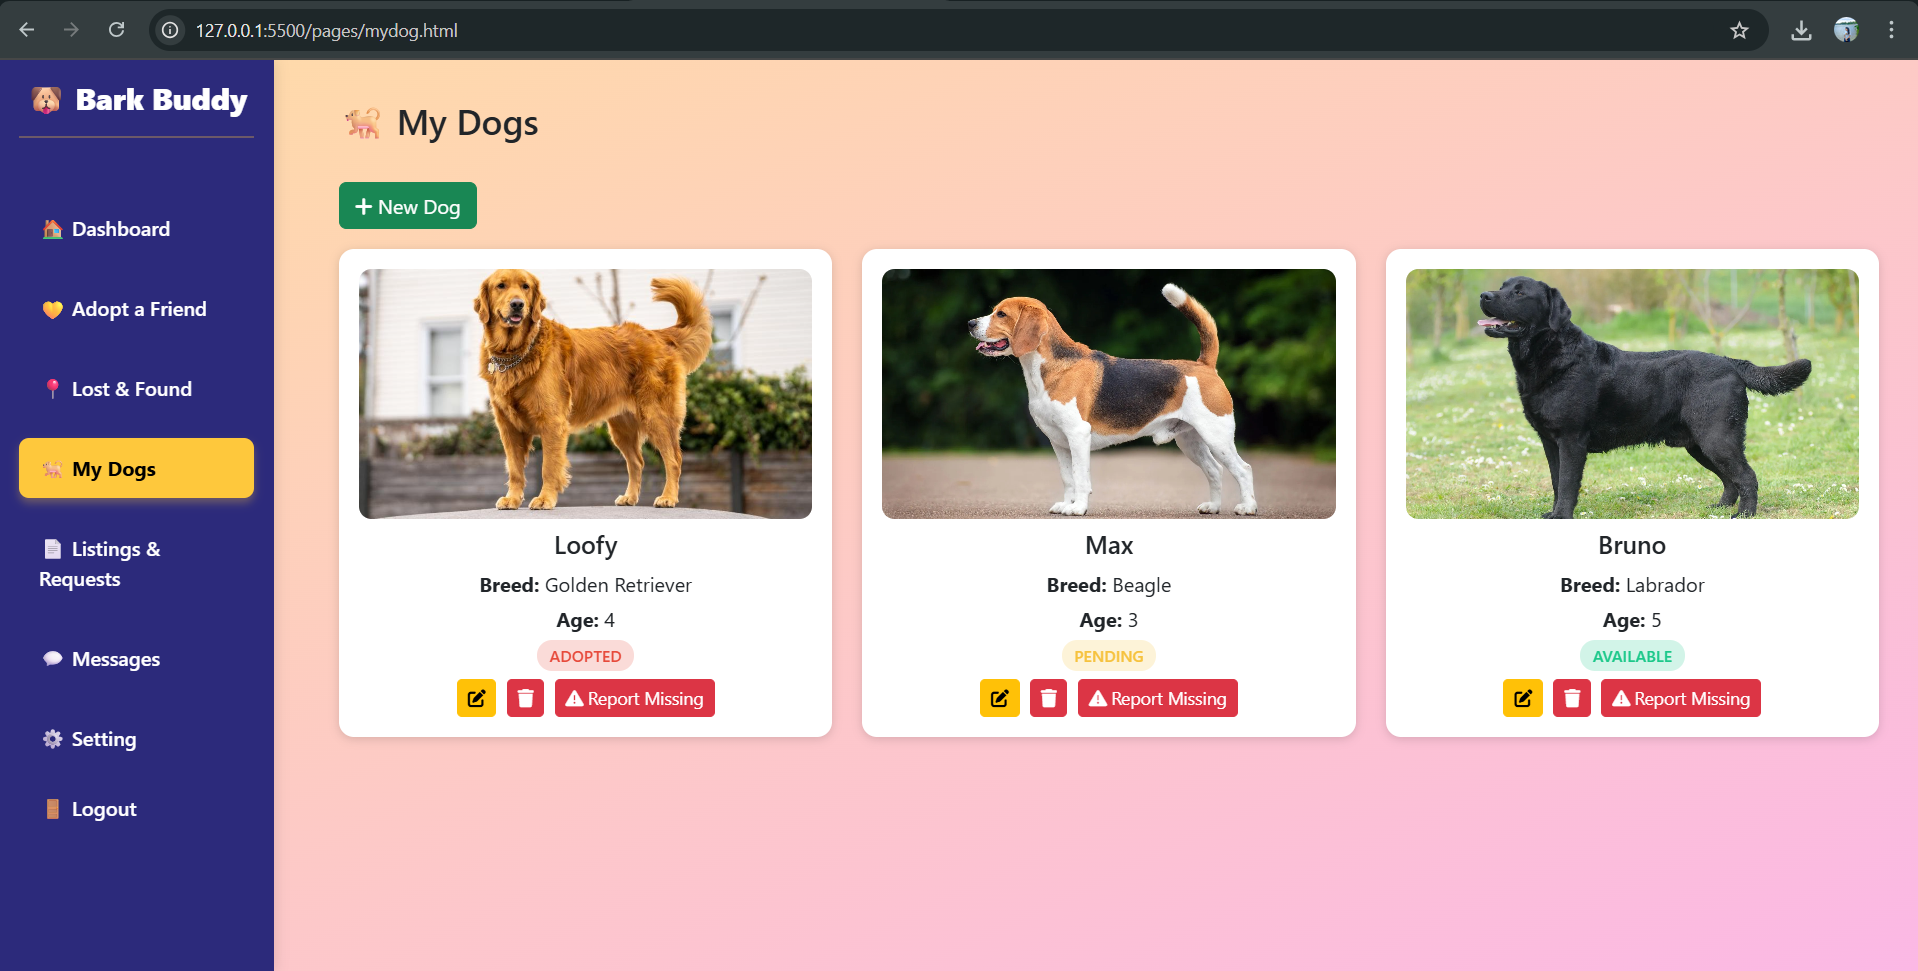 127.0.0.1:5500/pages/mydog.html
Bark Buddy
Dashboard
Adopt a Friend
Lost & Found
My Dogs
Listings &
Requests
Messages
Setting
Logout
My Dogs
+ New Dog
Loofy
Breed: Golden Retriever
Age: 4
ADOPTED
Report Missing
Max
Breed: Beagle
Age: 3
PENDING
Report Missing
Bruno
Breed: Labrador
Age: 5
AVAILABLE
Report Missing